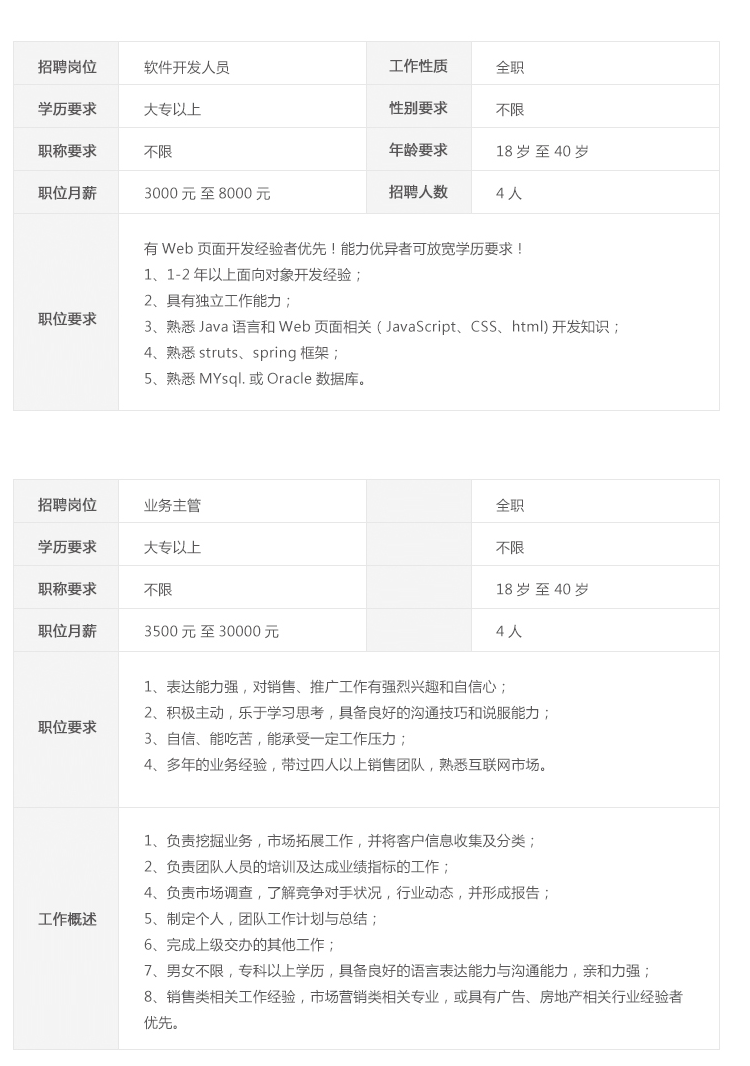 招聘岗位 软件开发人员 工作性质 全职
学历要求 大专以上 性别要求 不限
职称要求 不限 年龄要求 18 岁 至 40 岁
职位月薪 3000 元 至 8000 元 招聘人数 4 人
职位要求
有 Web 页面开发经验者优先！能力优异者可放宽学历要求！
1、1-2 年以上面向对象开发经验；
2、具有独立工作能力；
3、熟悉 Java 语言和 Web 页面相关（JavaScript、CSS、html) 开发知识；
4、熟悉 struts、spring 框架；
5、熟悉 MYsql. 或 Oracle 数据库。
招聘岗位 业务主管 全职
学历要求 大专以上 不限
职称要求 不限 18 岁 至 40 岁
职位月薪 3500 元 至 30000 元 4 人
职位要求
1、表达能力强，对销售、推广工作有强烈兴趣和自信心；
2、积极主动，乐于学习思考，具备良好的沟通技巧和说服能力；
3、自信、能吃苦，能承受一定工作压力；
4、多年的业务经验，带过四人以上销售团队，熟悉互联网市场。
工作概述
1、负责挖掘业务，市场拓展工作，并将客户信息收集及分类；
2、负责团队人员的培训及达成业绩指标的工作；
4、负责市场调查，了解竞争对手状况，行业动态，并形成报告；
5、制定个人，团队工作计划与总结；
6、完成上级交办的其他工作；
7、男女不限，专科以上学历，具备良好的语言表达能力与沟通能力，亲和力强；
8、销售类相关工作经验，市场营销类相关专业，或具有广告、房地产相关行业经验者
优先。